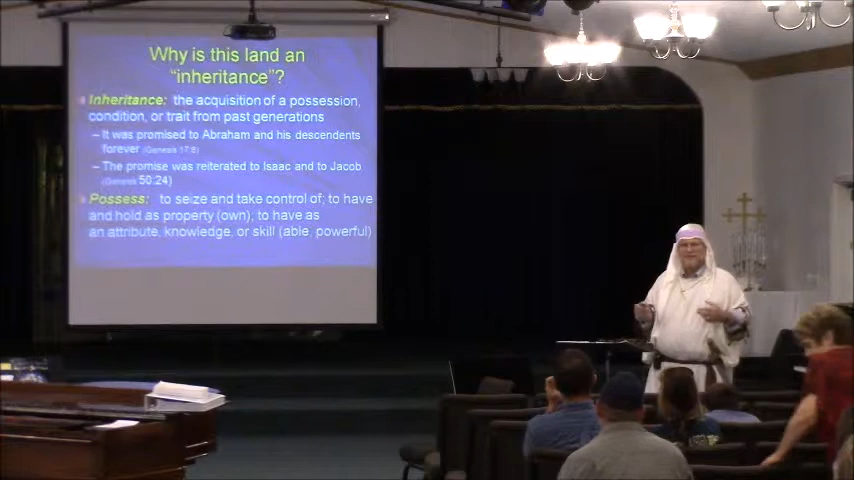 Why is this land an
"inheritance"?
Inheritance: the acquisition of a possession,
condition, or trait from past generations
– It was promised to Abraham and his descendents
forever (Genesis 17:8)
– The promise was reiterated to Isaac and to Jacob
(Genesis 50:24)
Possess: to seize and take control of; to have
and hold as property (own); to have as
an attribute, knowledge, or skill (able, powerful)